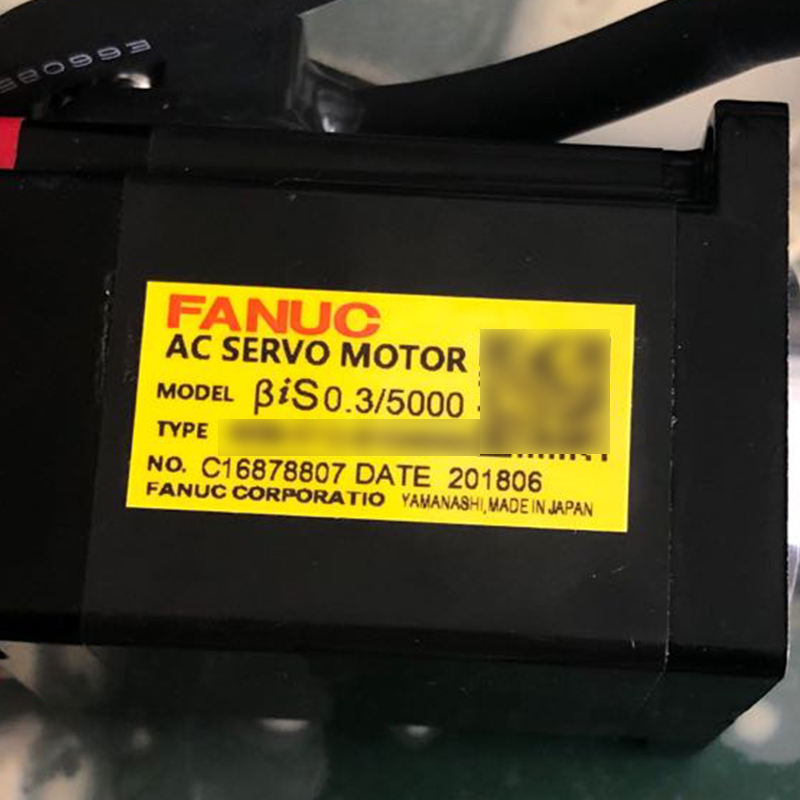 FANUC
AC SERVO MOTOR
MODEL βiS0.3/5000
TYPE
NO. C16878807 DATE 201806
FANUC CORPORATIO YAMANASHI, MADE IN JAPAN